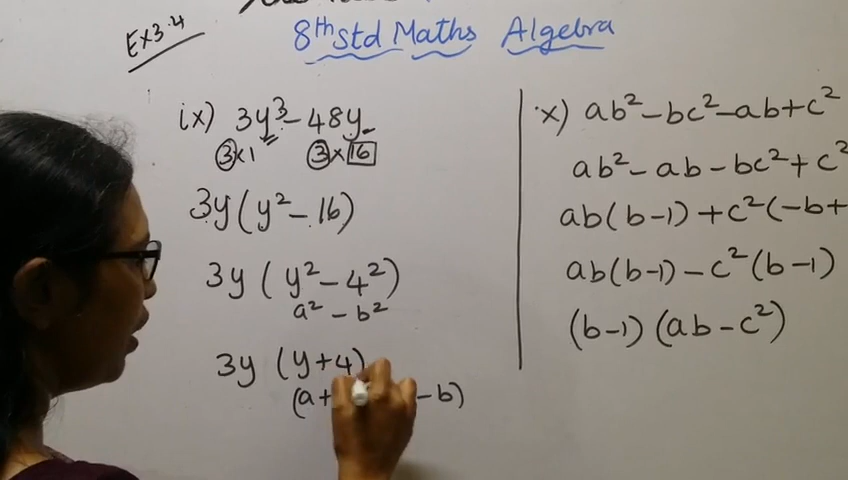 Ex 3.4
8th Std Maths Algebra
ix) 3y³ - 48y
3×1 3×16
3y(y² - 16)
3y (y² - 4²)
a² - b²
3y (y+4)
(a+ -b)
x) ab² - bc² - ab + c²
ab² - ab - bc² + c²
ab(b-1) + c²(-b+
ab(b-1) - c²(b-1)
(b-1) (ab - c²)